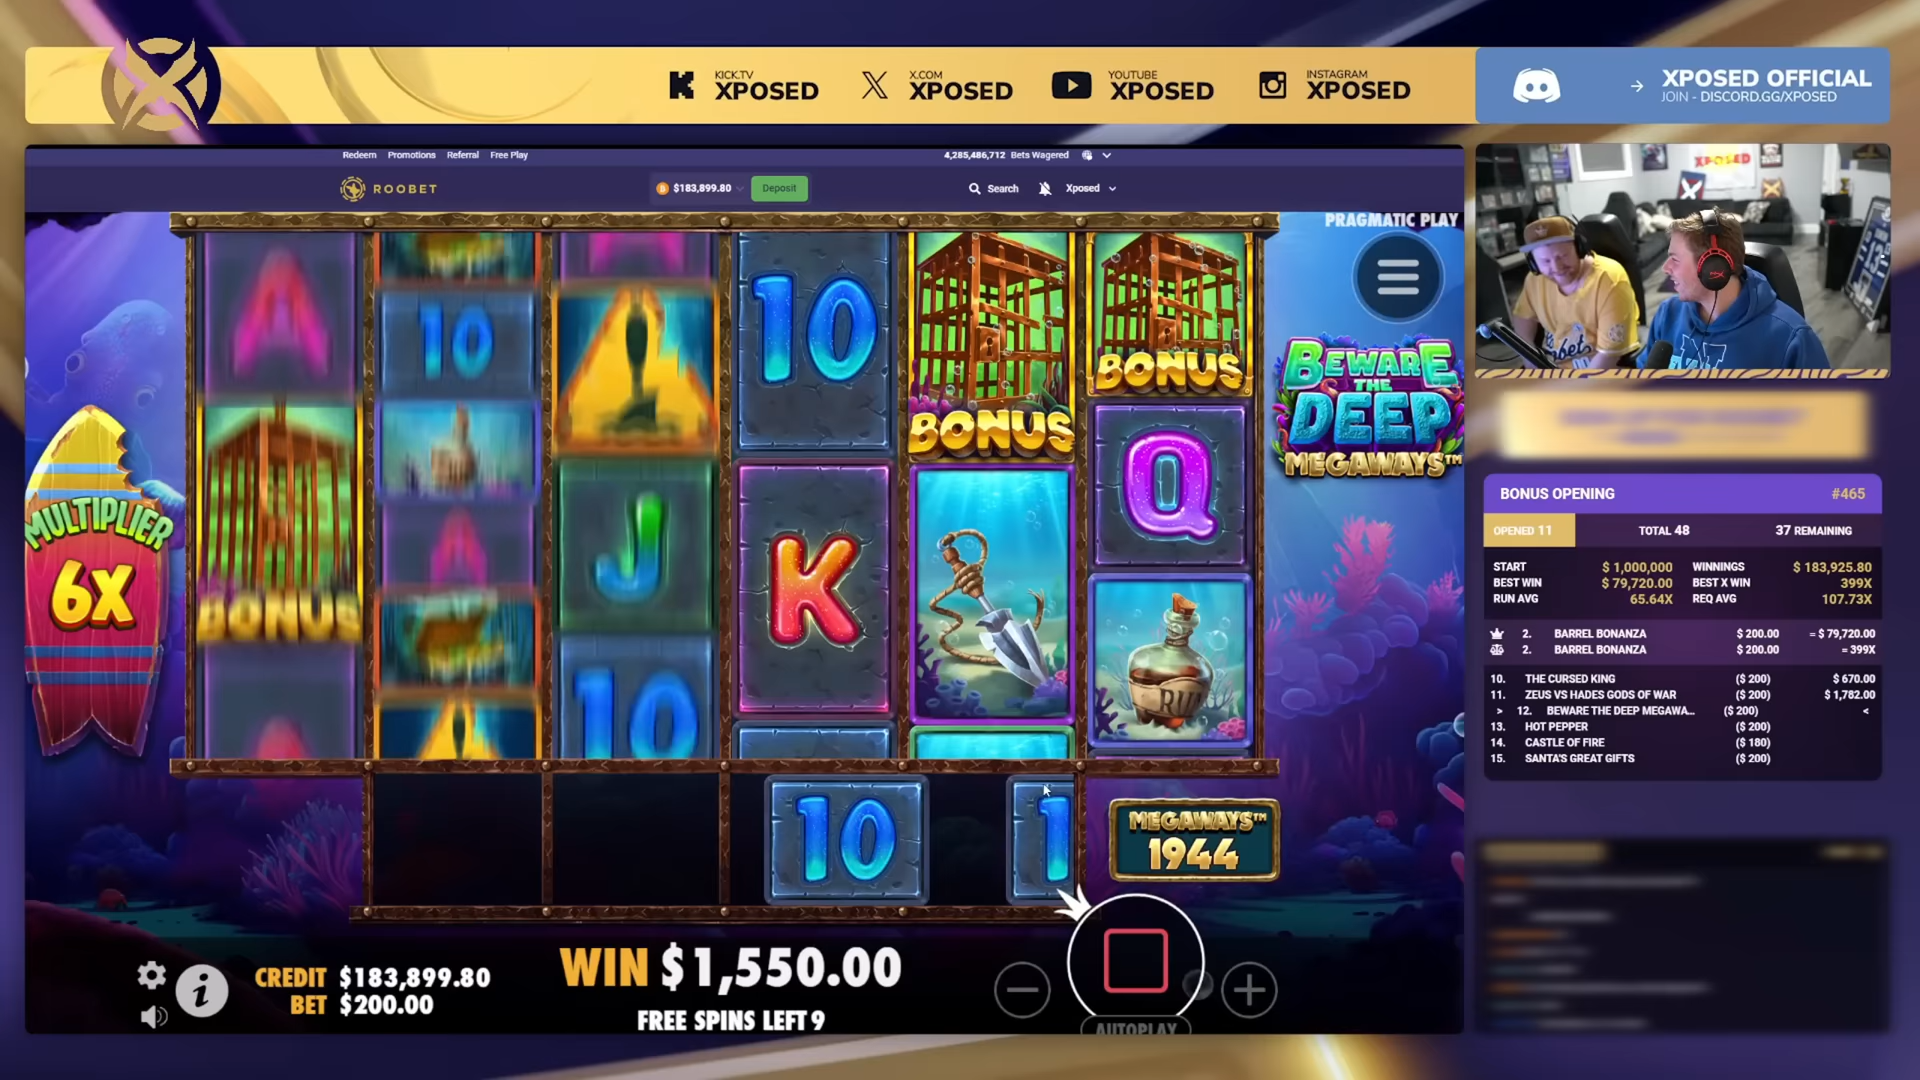 KICK.TV
XPOSED
X.COM
XPOSED
YOUTUBE
XPOSED
INSTAGRAM
XPOSED
XPOSED OFFICIAL
JOIN - DISCORD.GG/XPOSED
Redeem Promotions Referral Free Play
4,285,486,712 Bets Wagered
ROOBET
$183,899.80
Deposit
Search
Xposed
PRAGMATIC PLAY
XPOSED
A
10
10
BONUS
BONUS
BEWARE
THE
DEEP
MEGAWAYS™
MULTIPLIER
6X
BONUS
A
J
K
Q
RUM
10
10
1
MEGAWAYS™
1944
BONUS OPENING #465
OPENED 11 TOTAL 48 37 REMAINING
START $ 1,000,000 WINNINGS $ 183,925.80
BEST WIN $ 79,720.00 BEST X WIN 399X
RUN AVG 65.64X REQ AVG 107.73X
2. BARREL BONANZA $ 200.00 = $ 79,720.00
2. BARREL BONANZA $ 200.00 = 399X
10. THE CURSED KING ($ 200) $ 670.00
11. ZEUS VS HADES GODS OF WAR ($ 200) $ 1,782.00
> 12. BEWARE THE DEEP MEGAWA... ($ 200) <
13. HOT PEPPER ($ 200)
14. CASTLE OF FIRE ($ 180)
15. SANTA'S GREAT GIFTS ($ 200)
CREDIT $183,899.80
BET $200.00
WIN $1,550.00
FREE SPINS LEFT 9
AUTOPLAY